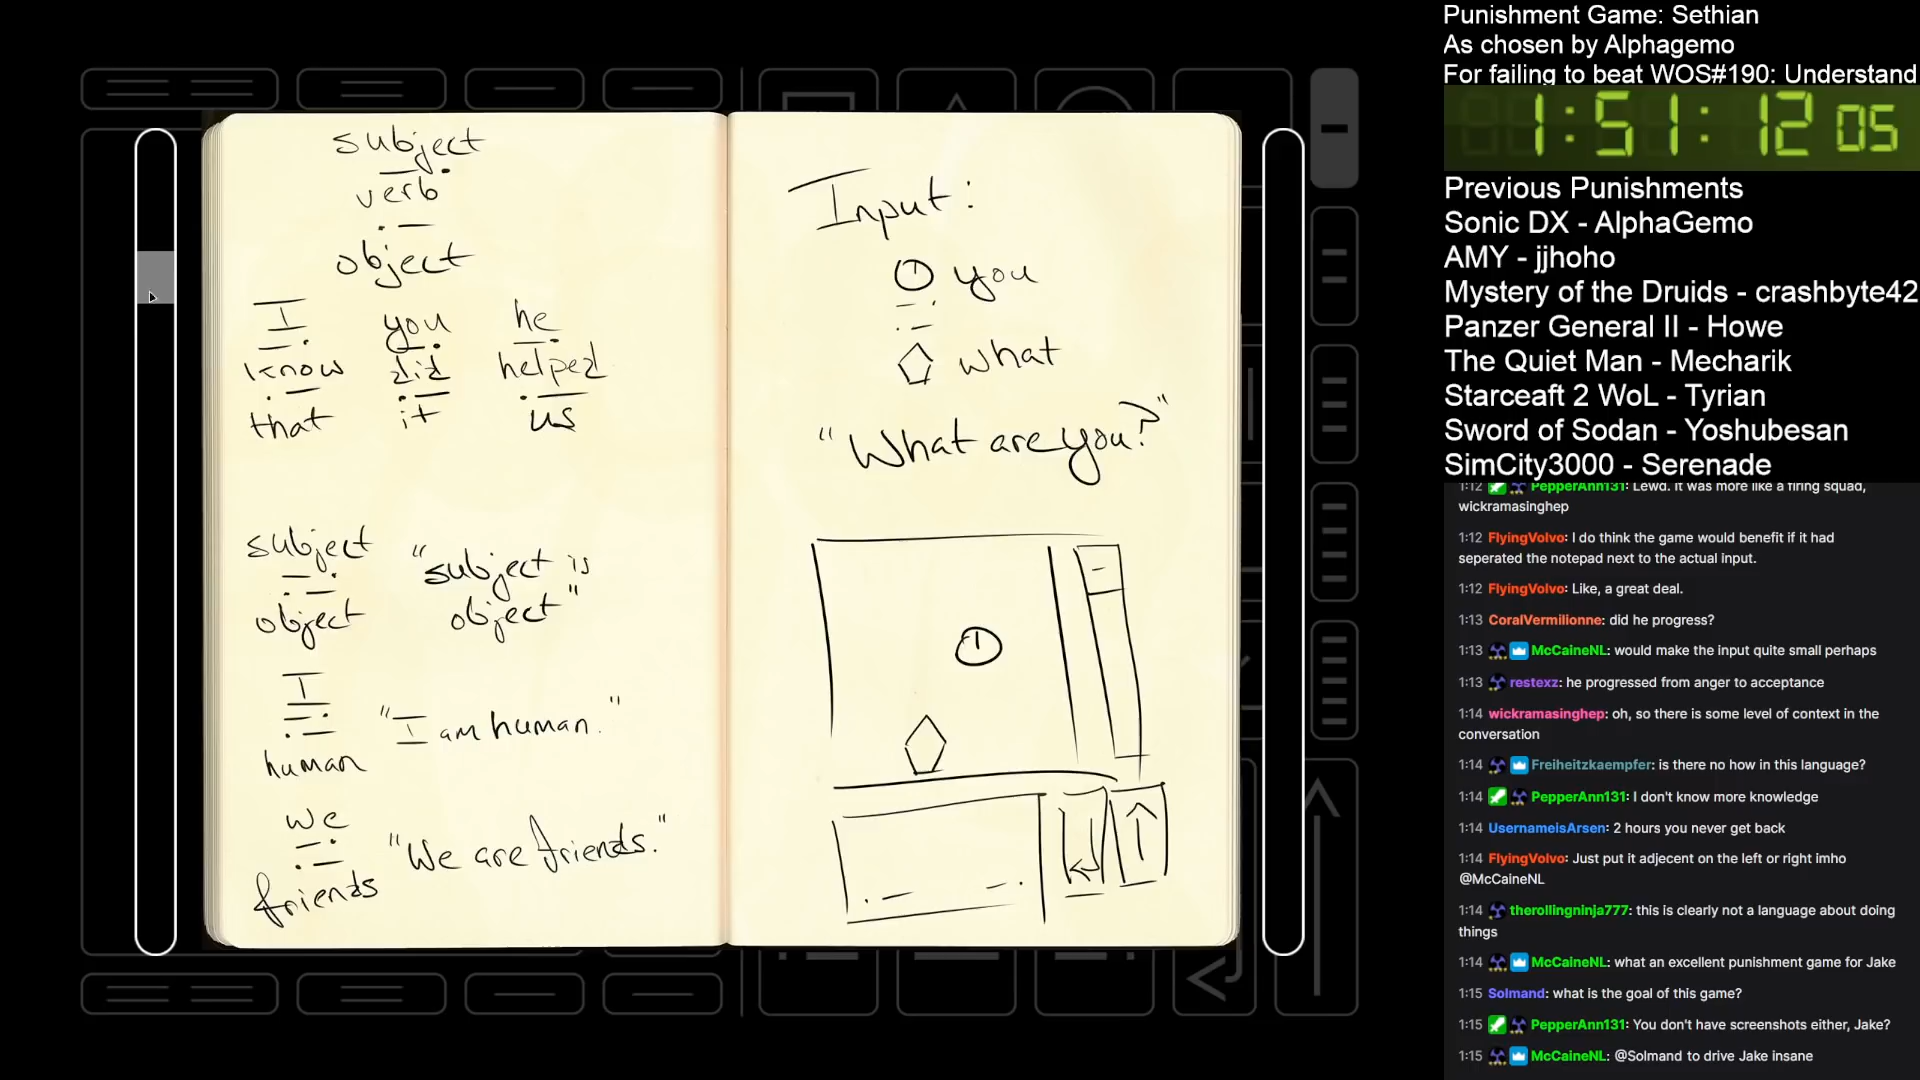 subject
verb
object
I you he
know did helped
that it us
subject "subject is
object object"
I
human "I am human."
we
friends "We are friends."
Input:
you
what
"What are you?"
Punishment Game: Sethian
As chosen by Alphagemo
For failing to beat WOS#190: Understand
1:51:12 05
Previous Punishments
Sonic DX - AlphaGemo
AMY - jjhoho
Mystery of the Druids - crashbyte42
Panzer General II - Howe
The Quiet Man - Mecharik
Starceaft 2 WoL - Tyrian
Sword of Sodan - Yoshubesan
SimCity3000 - Serenade
1:12 PepperAnn131: Lewd. It was more like a firing squad,
wickramasinghep
1:12 FlyingVolvo: I do think the game would benefit if it had
seperated the notepad next to the actual input.
1:12 FlyingVolvo: Like, a great deal.
1:13 CoralVermilionne: did he progress?
1:13 McCaineNL: would make the input quite small perhaps
1:13 restexz: he progressed from anger to acceptance
1:14 wickramasinghep: oh, so there is some level of context in the
conversation
1:14 Freiheitzkaempfer: is there no how in this language?
1:14 PepperAnn131: I don't know more knowledge
1:14 UsernameisArsen: 2 hours you never get back
1:14 FlyingVolvo: Just put it adjecent on the left or right imho
@McCaineNL
1:14 therollingninja777: this is clearly not a language about doing
things
1:14 McCaineNL: what an excellent punishment game for Jake
1:15 Solmand: what is the goal of this game?
1:15 PepperAnn131: You don't have screenshots either, Jake?
1:15 McCaineNL: @Solmand to drive Jake insane